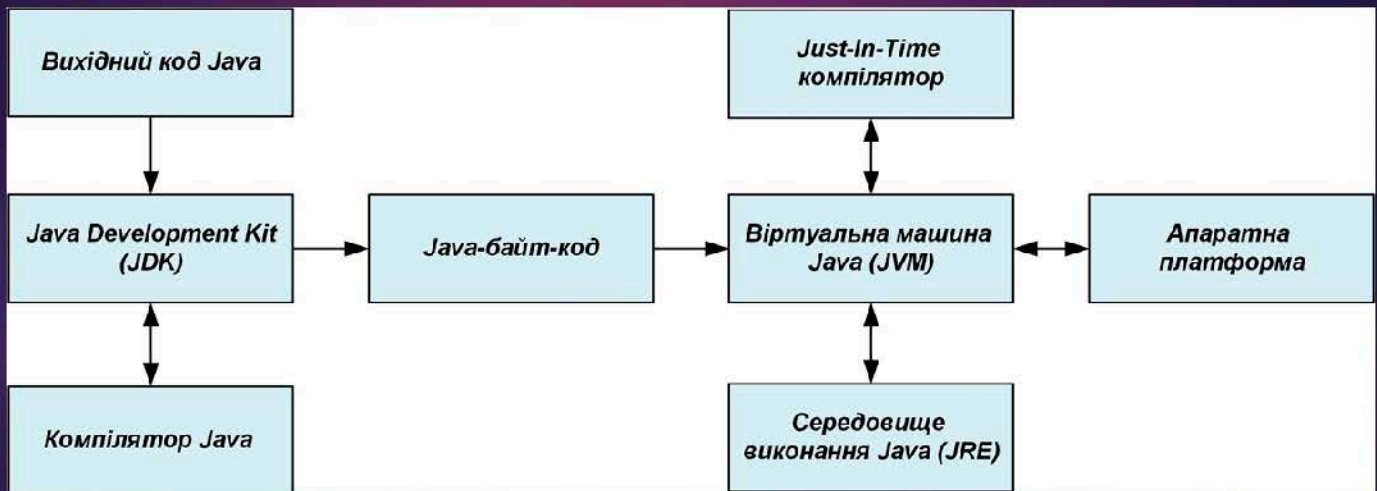 Вихідний код Java
Just-In-Time
компілятор
Java Development Kit
(JDK)
Java-байт-код
Віртуальна машина
Java (JVM)
Апаратна
платформа
Компілятор Java
Середовище
виконання Java (JRE)